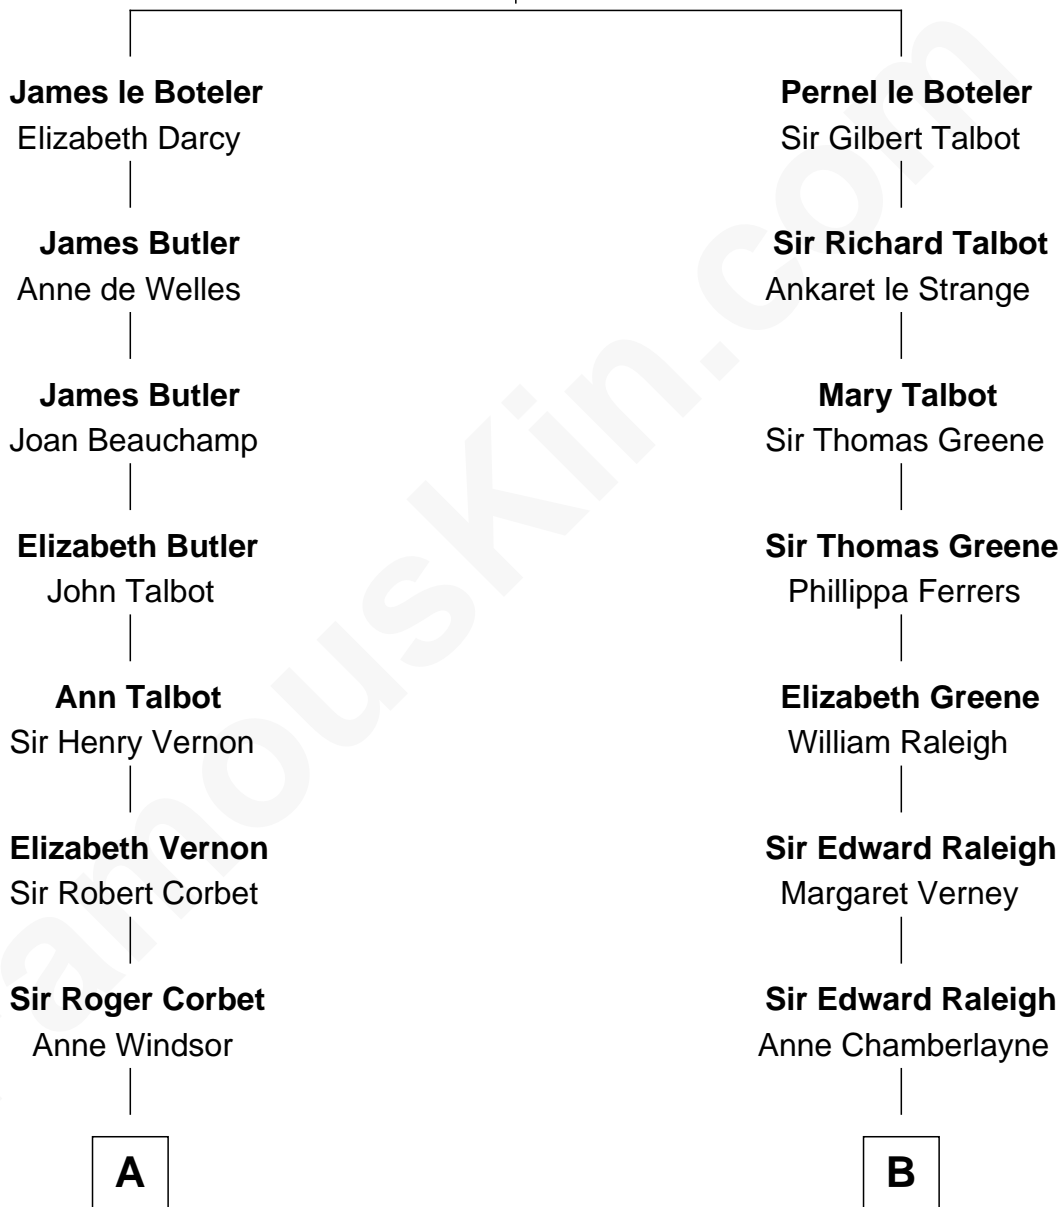 James le Boteler
Elizabeth Darcy
Pernel le Boteler
Sir Gilbert Talbot
James Butler
Anne de Welles
Sir Richard Talbot
Ankaret le Strange
James Butler
Joan Beauchamp
Mary Talbot
Sir Thomas Greene
Elizabeth Butler
John Talbot
Sir Thomas Greene
Phillippa Ferrers
Ann Talbot
Sir Henry Vernon
Elizabeth Greene
William Raleigh
Elizabeth Vernon
Sir Robert Corbet
Sir Edward Raleigh
Margaret Verney
Sir Roger Corbet
Anne Windsor
Sir Edward Raleigh
Anne Chamberlayne
A
B
amouskin.com